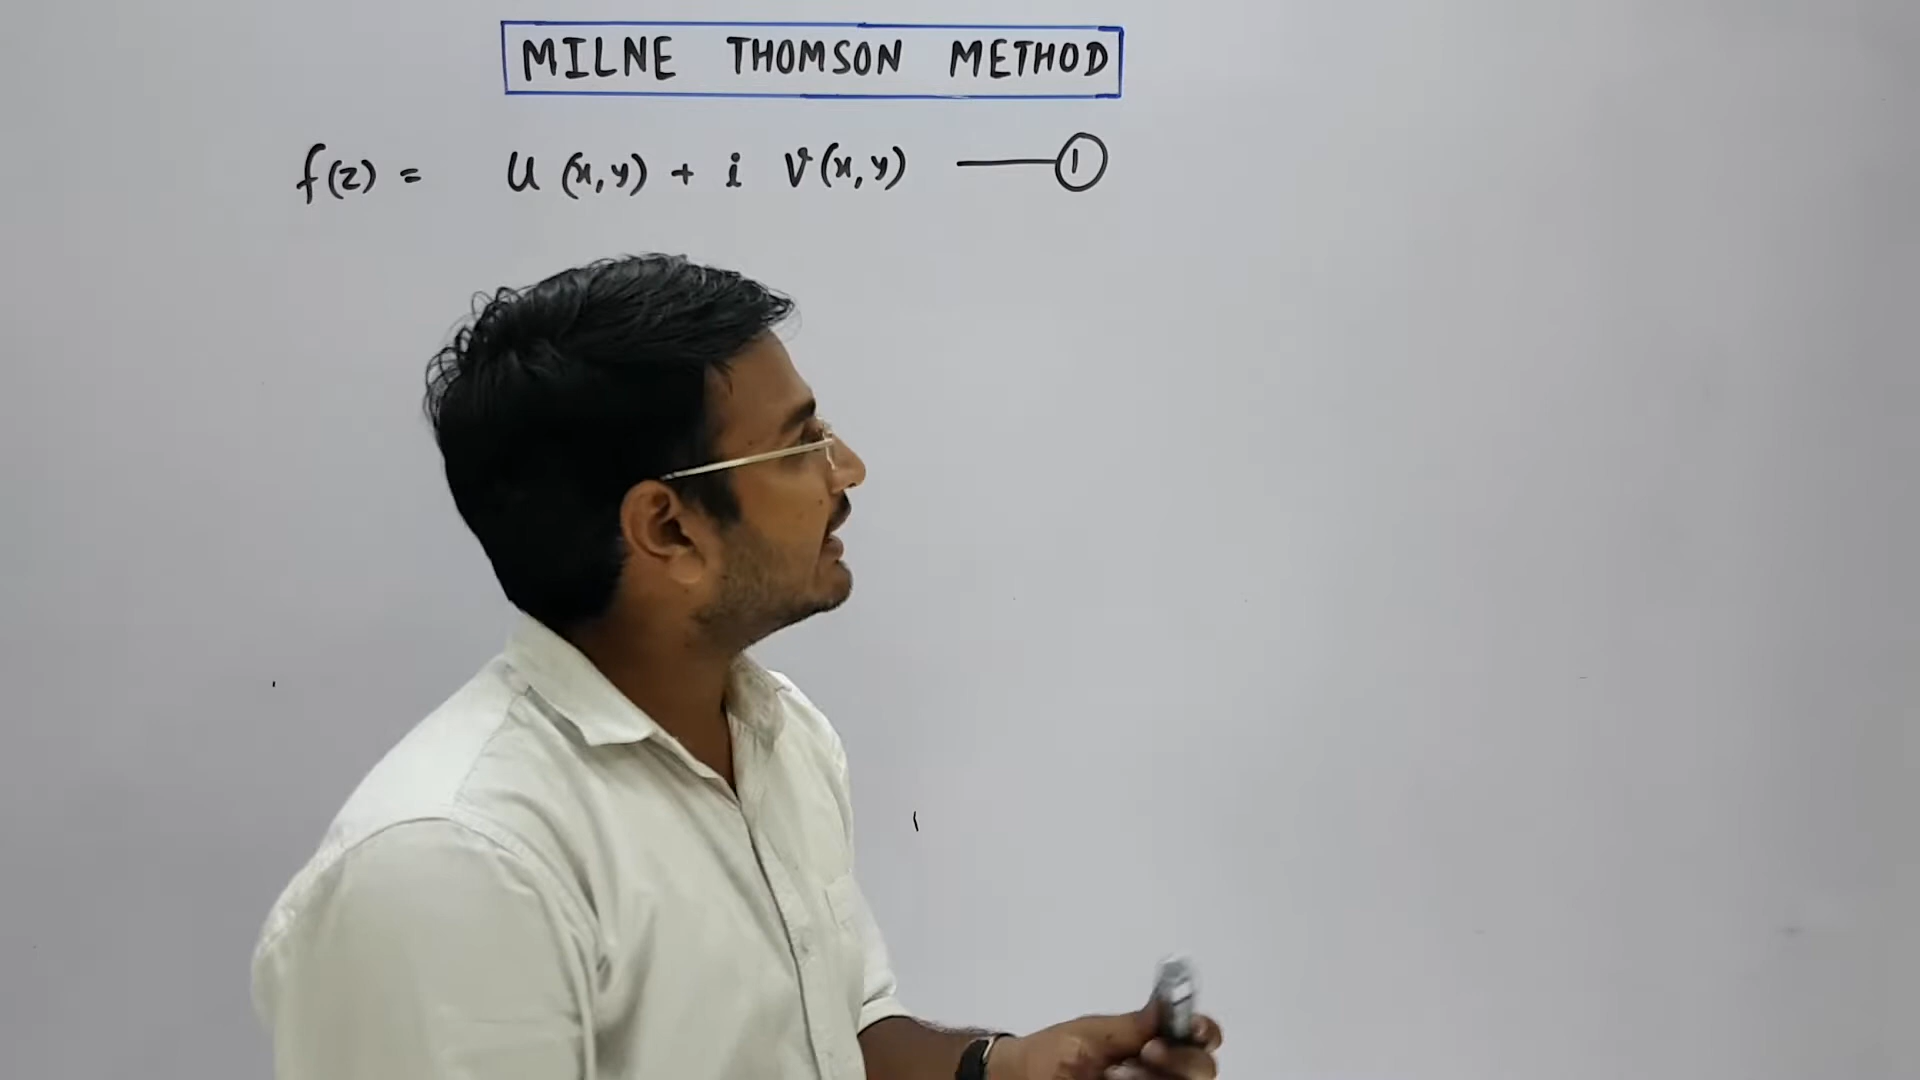 MILNE THOMSON METHOD
f(z) = u (x,y) + i v(x,y) —— ①